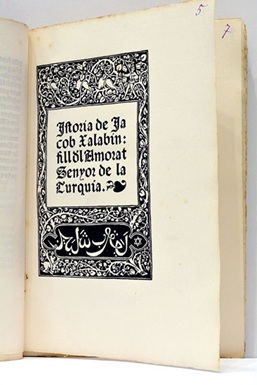 5
7
Istoria de Ja
cob Xalabin:
fill dl Amorat
Senyor de la
Turquia.